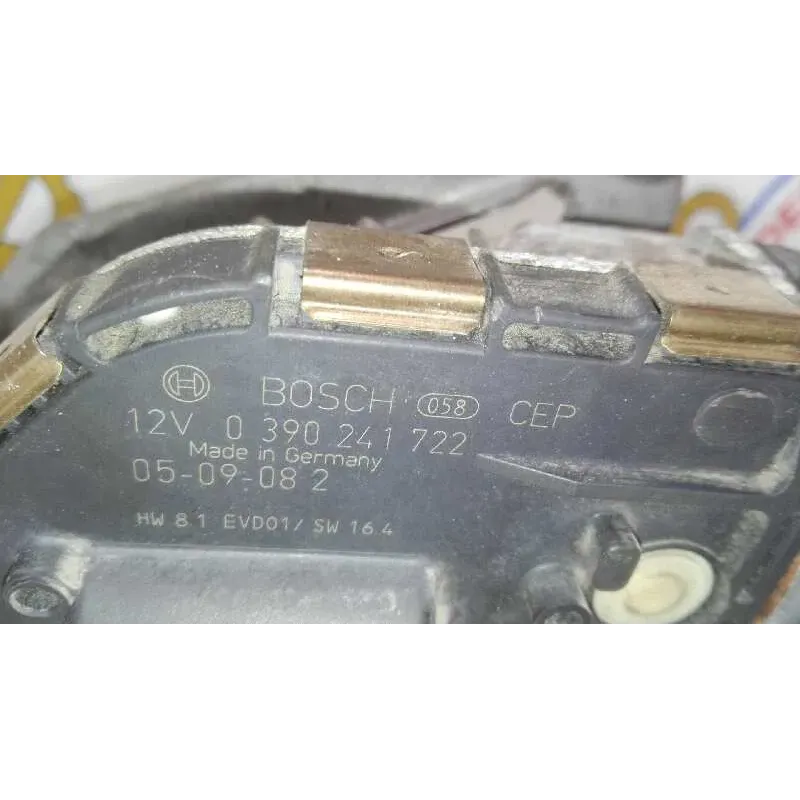 BOSCH 058 CEP
12V 0 390 241 722
Made in Germany
05-09-08 2
HW 8.1 EVD01/ SW 16.4